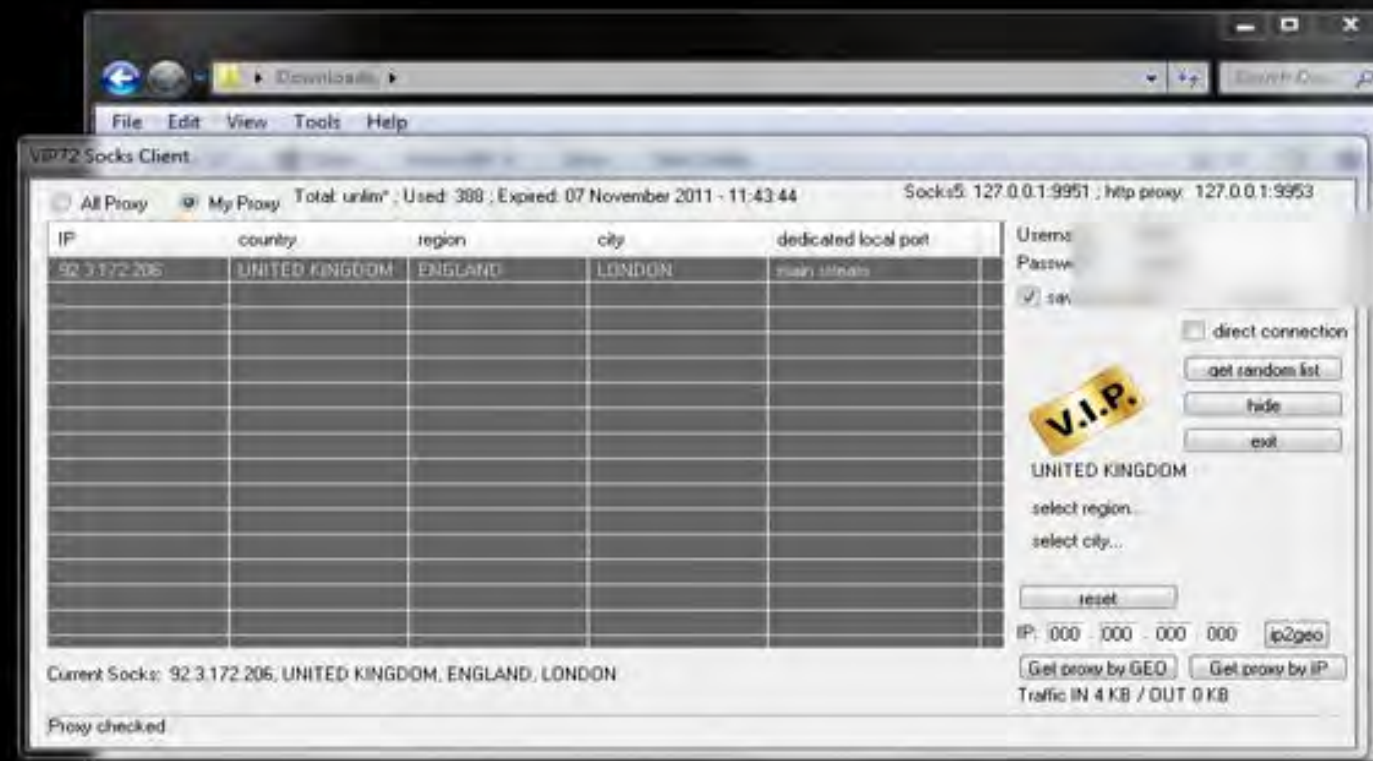 Downloads
File Edit View Tools Help
VIP72 Socks Client
All Proxy My Proxy Total: unlim* ; Used: 388 ; Expired: 07 November 2011 - 11:43:44 Socks5: 127.0.0.1:9951 ; http proxy: 127.0.0.1:9953
IP country region city dedicated local port
92.3.172.206 UNITED KINGDOM ENGLAND LONDON main stream
Userna
Passw
sav
direct connection
get random list
hide
exit
V.I.P.
UNITED KINGDOM
select region...
select city...
reset
IP: 000 . 000 . 000 . 000 ip2geo
Get proxy by GEO Get proxy by IP
Traffic IN 4 KB / OUT 0 KB
Current Socks: 92.3.172.206, UNITED KINGDOM, ENGLAND, LONDON
Proxy checked